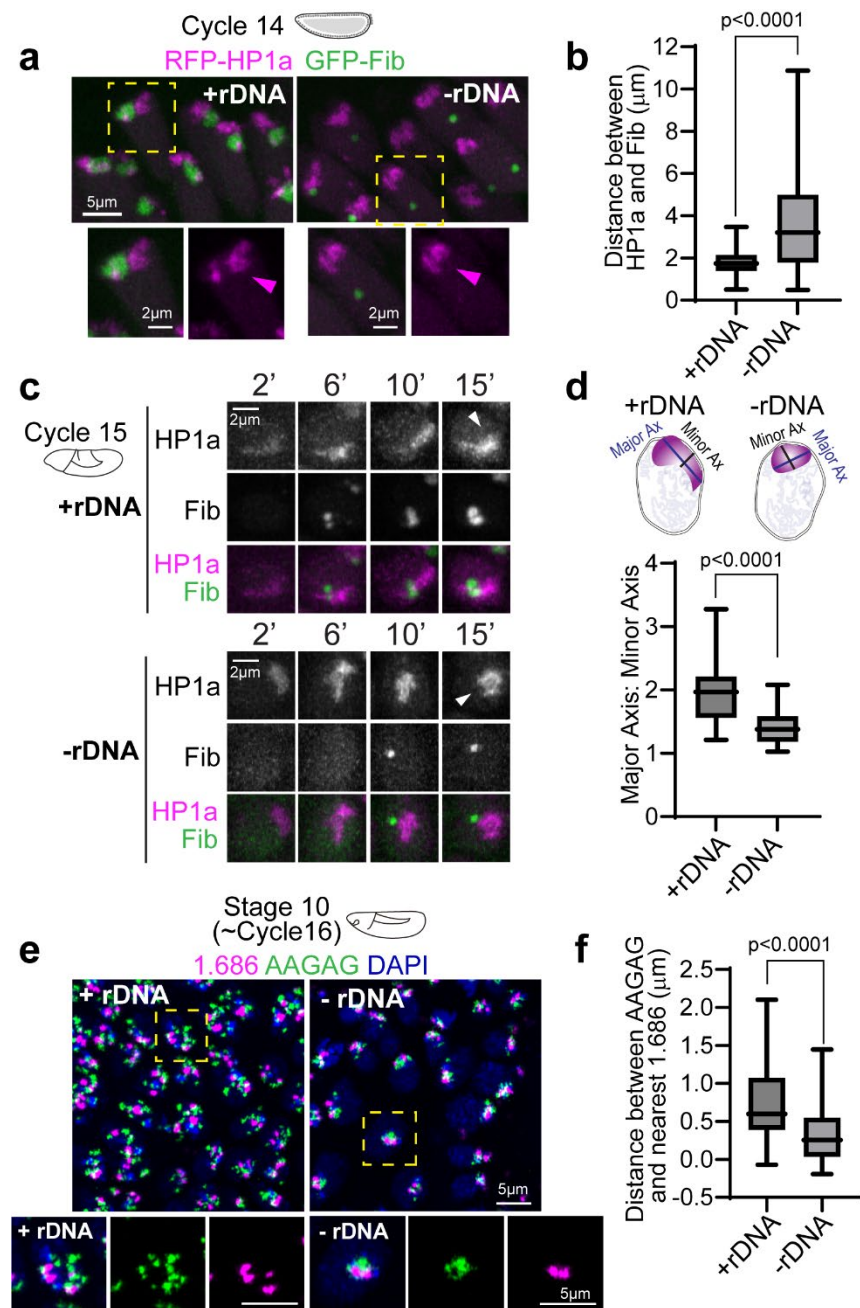 Cycle 14
a
RFP-HP1a GFP-Fib
+rDNA
-rDNA
5μm
2μm
2μm
b
p<0.0001
Distance between
HP1a and Fib (μm)
12
10
8
6
4
2
0
+rDNA
-rDNA
c
Cycle 15
+rDNA
2' 6' 10' 15'
2μm
HP1a
Fib
HP1a
Fib
-rDNA
2' 6' 10' 15'
2μm
HP1a
Fib
HP1a
Fib
d
+rDNA
-rDNA
Major Ax
Minor Ax
Minor Ax
Major Ax
p<0.0001
Major Axis: Minor Axis
4
3
2
1
0
+rDNA
-rDNA
Stage 10
(~Cycle16)
e
1.686 AAGAG DAPI
+ rDNA
- rDNA
5μm
+ rDNA
- rDNA
5μm
f
p<0.0001
Distance between AAGAG
and nearest 1.686 (μm)
2.5
2.0
1.5
1.0
0.5
0.0
-0.5
+rDNA
-rDNA